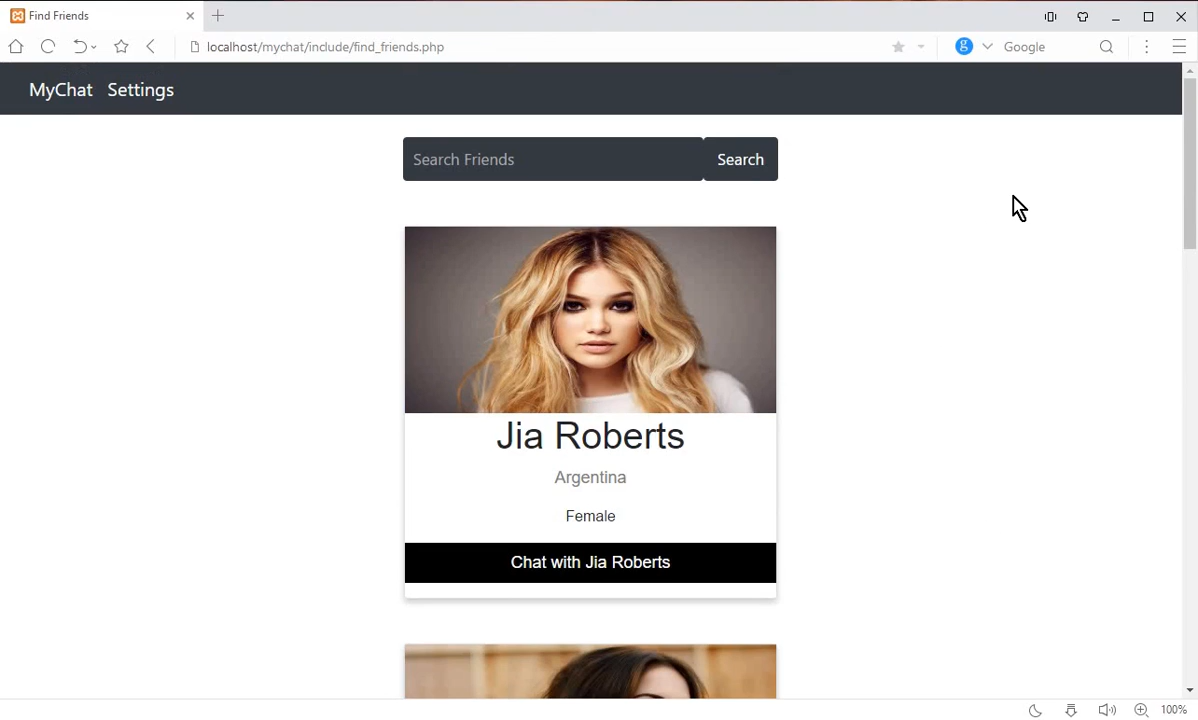 Find Friends
localhost/mychat/include/find_friends.php
Google
MyChat Settings
Search Friends
Search
Jia Roberts
Argentina
Female
Chat with Jia Roberts
100%